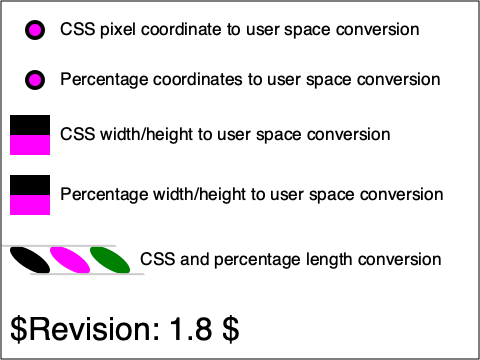 CSS pixel coordinate to user space conversion
Percentage coordinates to user space conversion
CSS width/height to user space conversion
Percentage width/height to user space conversion
CSS and percentage length conversion
$Revision: 1.8 $